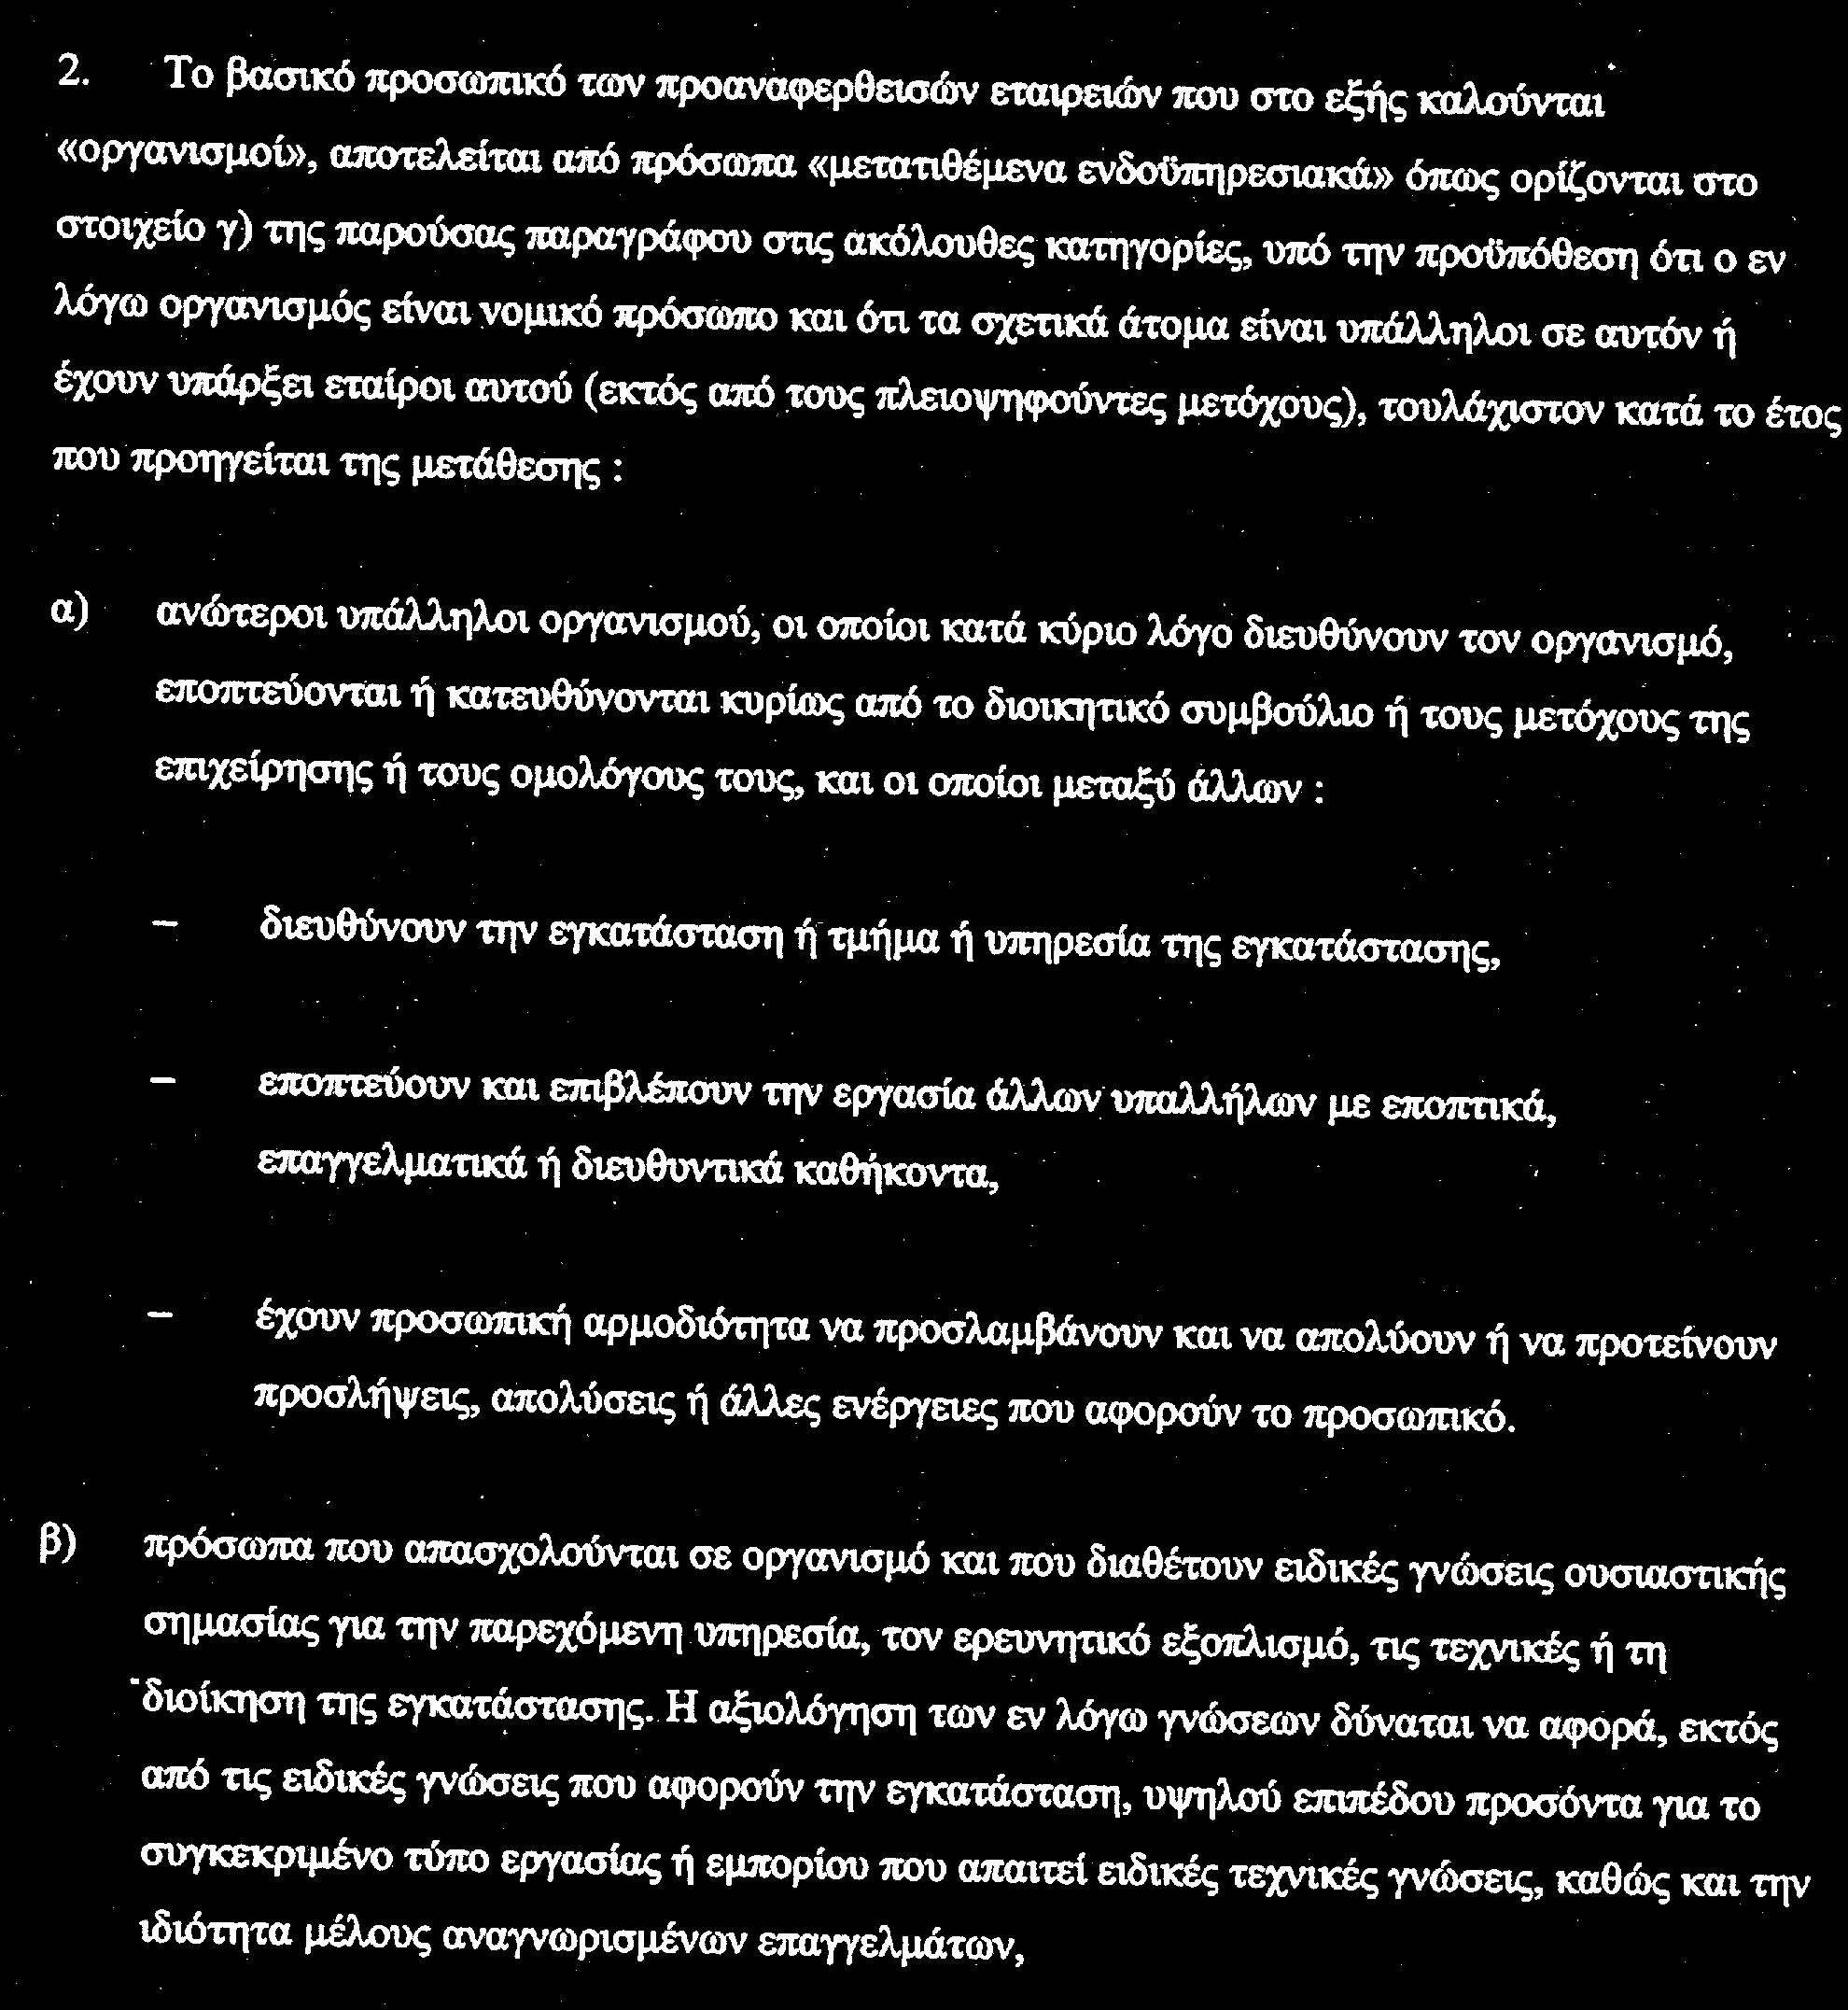 2. Το βασικό προσωπικό των προαναφερθεισών εταιρειών που στο εξής καλούνται
«οργανισμοί», αποτελείται από πρόσωπα «μετατιθέμενα ενδοϋπηρεσιακά» όπως ορίζονται στο
στοιχείο γ) της παρούσας παραγράφου στις ακόλουθες κατηγορίες, υπό την προϋπόθεση ότι ο εν
λόγω οργανισμός είναι νομικό πρόσωπο και ότι τα σχετικά άτομα είναι υπάλληλοι σε αυτόν ή
έχουν υπάρξει εταίροι αυτού (εκτός από τους πλειοψηφούντες μετόχους), τουλάχιστον κατά το έτος
που προηγείται της μετάθεσης :
α) ανώτεροι υπάλληλοι οργανισμού, οι οποίοι κατά κύριο λόγο διευθύνουν τον οργανισμό,
εποπτεύονται ή κατευθύνονται κυρίως από το διοικητικό συμβούλιο ή τους μετόχους της
επιχείρησης ή τους ομολόγους τους, και οι οποίοι μεταξύ άλλων :
– διευθύνουν την εγκατάσταση ή τμήμα ή υπηρεσία της εγκατάστασης,
– εποπτεύουν και επιβλέπουν την εργασία άλλων υπαλλήλων με εποπτικά,
επαγγελματικά ή διευθυντικά καθήκοντα,
– έχουν προσωπική αρμοδιότητα να προσλαμβάνουν και να απολύουν ή να προτείνουν
προσλήψεις, απολύσεις ή άλλες ενέργειες που αφορούν το προσωπικό.
β) πρόσωπα που απασχολούνται σε οργανισμό και που διαθέτουν ειδικές γνώσεις ουσιαστικής
σημασίας για την παρεχόμενη υπηρεσία, τον ερευνητικό εξοπλισμό, τις τεχνικές ή τη
διοίκηση της εγκατάστασης. Η αξιολόγηση των εν λόγω γνώσεων δύναται να αφορά, εκτός
από τις ειδικές γνώσεις που αφορούν την εγκατάσταση, υψηλού επιπέδου προσόντα για το
συγκεκριμένο τύπο εργασίας ή εμπορίου που απαιτεί ειδικές τεχνικές γνώσεις, καθώς και την
ιδιότητα μέλους αναγνωρισμένων επαγγελμάτων,